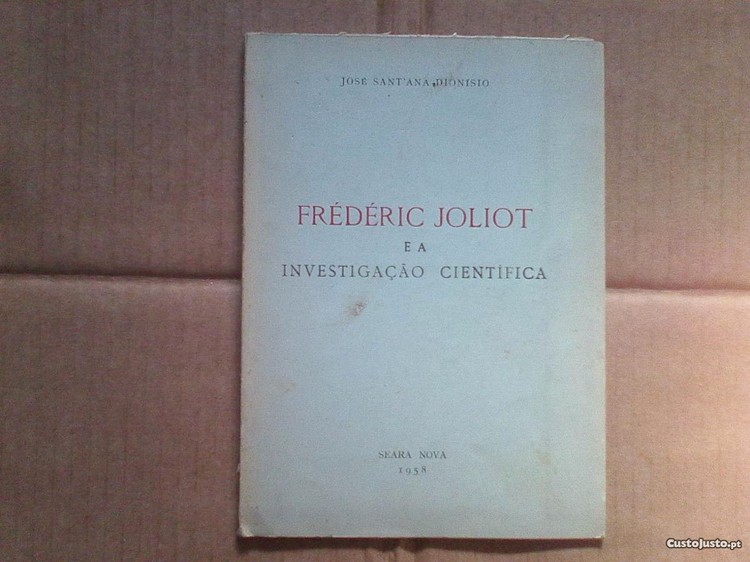 JOSÉ SANT'ANA DIONISIO
FRÉDÉRIC JOLIOT
E A
INVESTIGAÇÃO CIENTÍFICA
SEARA NOVA
1958
CustoJusto.pt